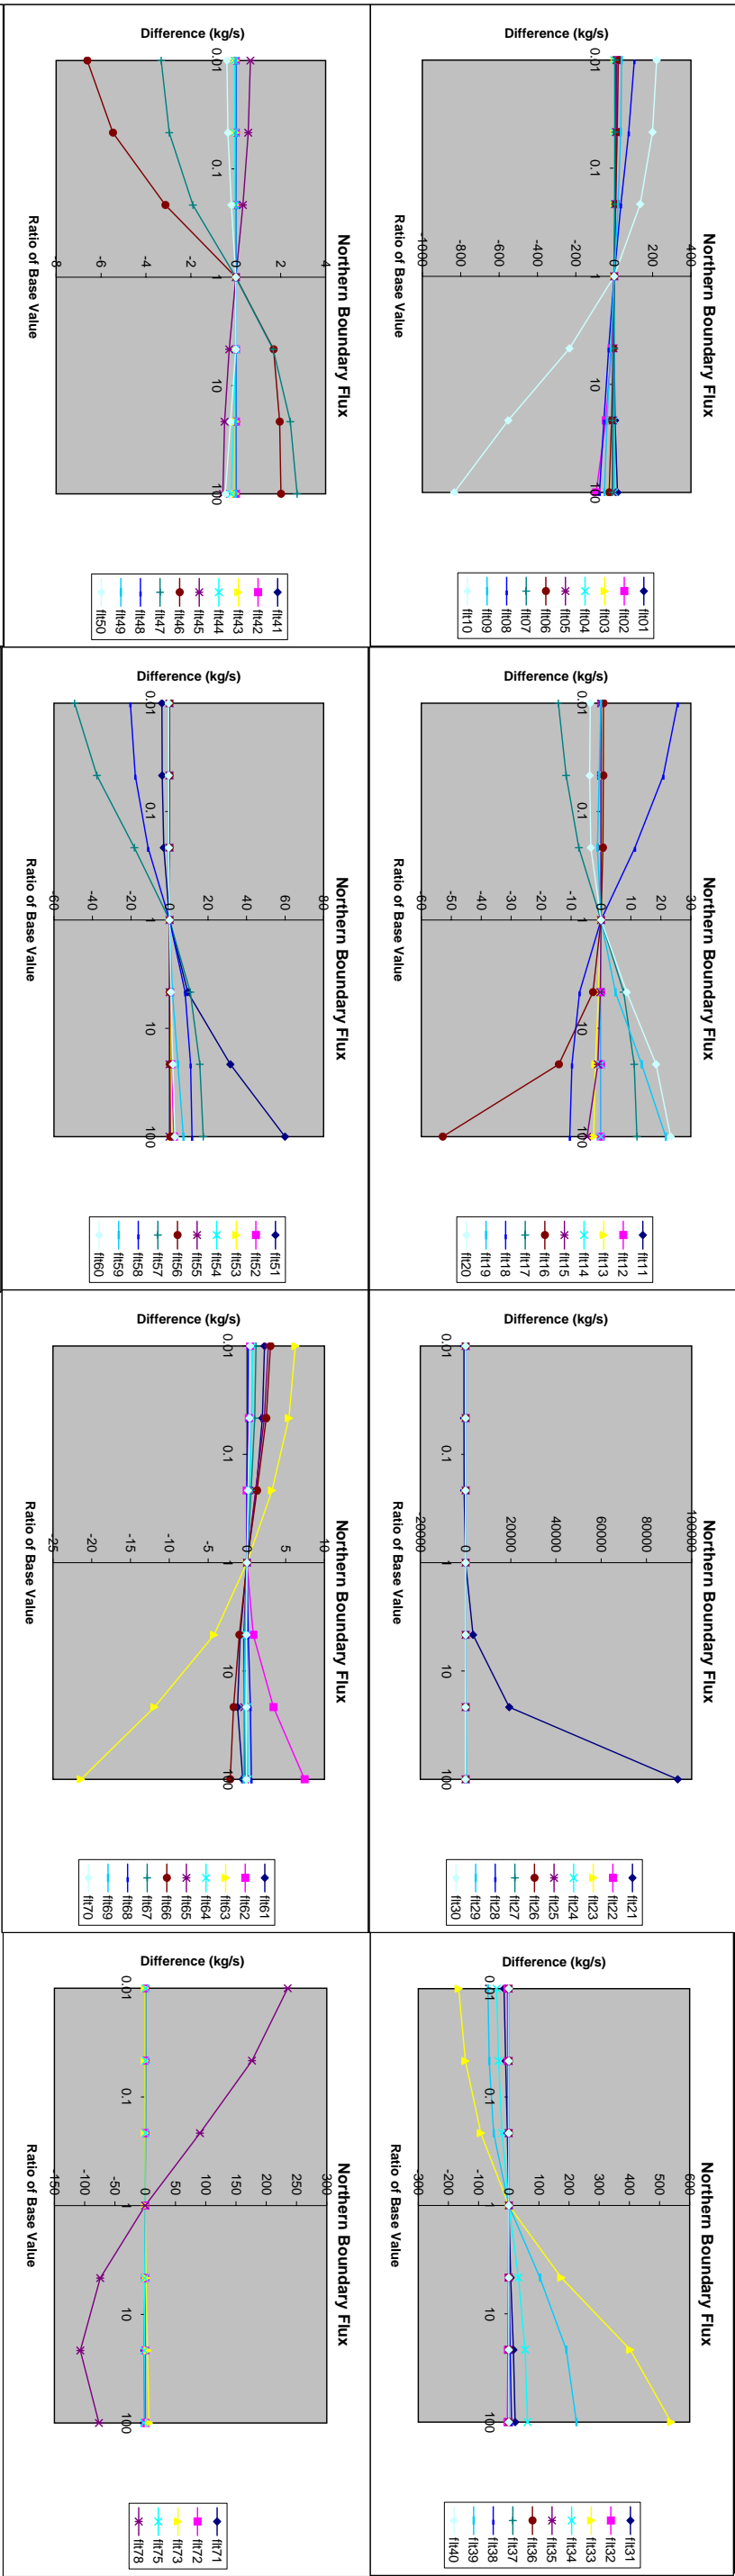 Northern Boundary Flux
Difference (kg/s)
400
200
0
-200
-400
-600
-800
-1000
0.01
0.1
1
10
100
Ratio of Base Value
flt01
flt02
flt03
flt04
flt05
flt06
flt07
flt08
flt09
flt10
Northern Boundary Flux
Difference (kg/s)
30
20
10
0
-10
-20
-30
-40
-50
-60
0.01
0.1
1
10
100
Ratio of Base Value
flt11
flt12
flt13
flt14
flt15
flt16
flt17
flt18
flt19
flt20
Northern Boundary Flux
Difference (kg/s)
100000
80000
60000
40000
20000
0
20000
0.01
0.1
1
10
100
Ratio of Base Value
flt21
flt22
flt23
flt24
flt25
flt26
flt27
flt28
flt29
flt30
Northern Boundary Flux
Difference (kg/s)
600
500
400
300
200
100
0
-100
-200
-300
0.01
0.1
1
10
100
Ratio of Base Value
flt31
flt32
flt33
flt34
flt35
flt36
flt37
flt38
flt39
flt40
Northern Boundary Flux
Difference (kg/s)
4
2
0
-2
-4
-6
-8
0.01
0.1
1
10
100
Ratio of Base Value
flt41
flt42
flt43
flt44
flt45
flt46
flt47
flt48
flt49
flt50
Northern Boundary Flux
Difference (kg/s)
80
60
40
20
0
-20
-40
-60
0.01
0.1
1
10
100
Ratio of Base Value
flt51
flt52
flt53
flt54
flt55
flt56
flt57
flt58
flt59
flt60
Northern Boundary Flux
Difference (kg/s)
10
5
0
-5
-10
-15
-20
-25
0.01
0.1
1
10
100
Ratio of Base Value
flt61
flt62
flt63
flt64
flt65
flt66
flt67
flt68
flt69
flt70
Northern Boundary Flux
Difference (kg/s)
300
250
200
150
100
50
0
-50
-100
-150
0.01
0.1
1
10
100
Ratio of Base Value
flt71
flt72
flt73
flt75
flt78